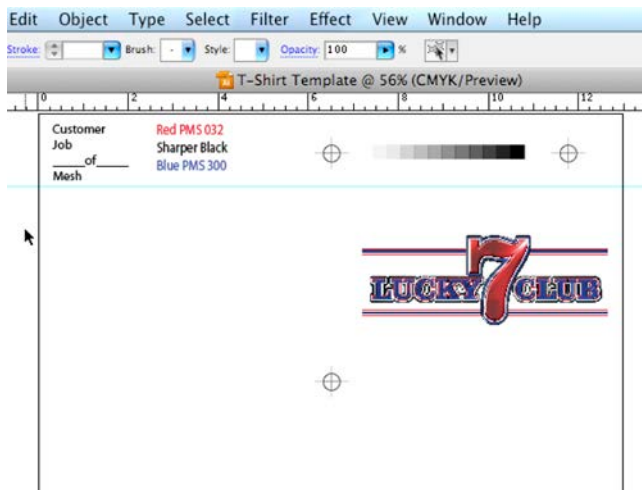 Edit Object Type Select Filter Effect View Window Help
Stroke: Brush: - Style: Opacity: 100 %
T-Shirt Template @ 56% (CMYK/Preview)
0 2 4 6 8 10 12
Customer Red PMS 032
Job Sharper Black
_____of_____ Blue PMS 300
Mesh
LUCKY 7 CLUB